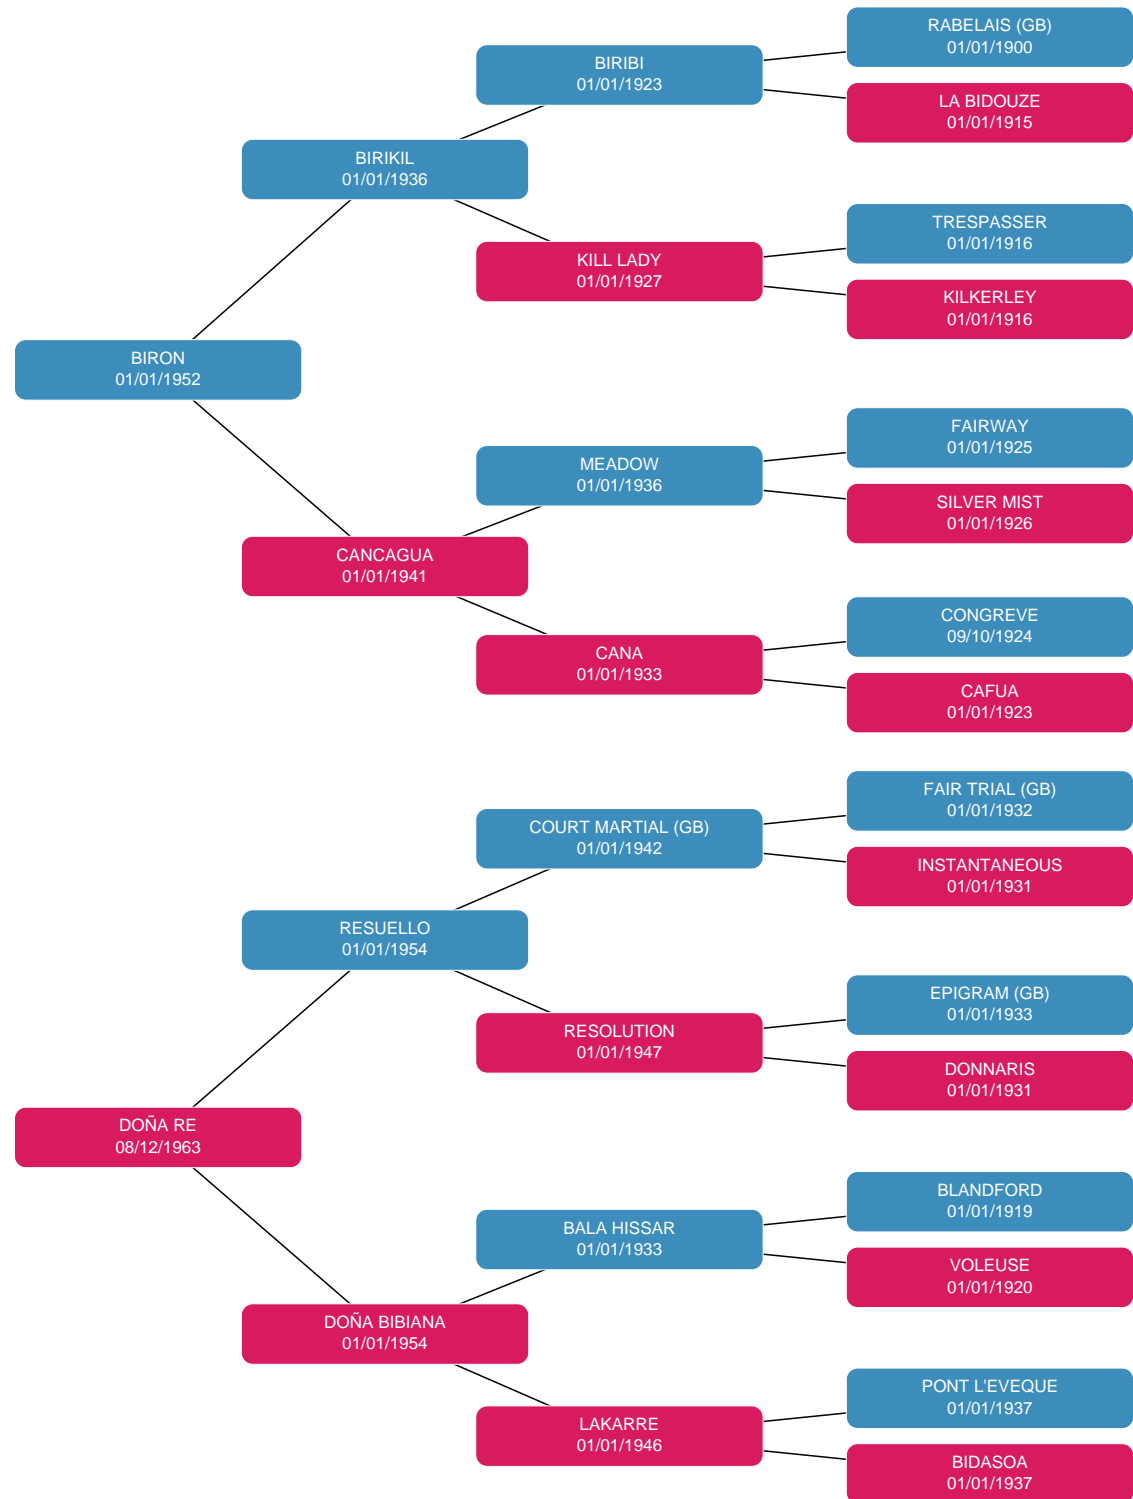 RABELAIS (GB)
01/01/1900
BIRIBI
01/01/1923
LA BIDOUZE
01/01/1915
BIRIKIL
01/01/1936
TRESPASSER
01/01/1916
KILL LADY
01/01/1927
KILKERLEY
01/01/1916
BIRON
01/01/1952
FAIRWAY
01/01/1925
MEADOW
01/01/1936
SILVER MIST
01/01/1926
CANCAGUA
01/01/1941
CONGREVE
09/10/1924
CANA
01/01/1933
CAFUA
01/01/1923
FAIR TRIAL (GB)
01/01/1932
COURT MARTIAL (GB)
01/01/1942
INSTANTANEOUS
01/01/1931
RESUELLO
01/01/1954
EPIGRAM (GB)
01/01/1933
RESOLUTION
01/01/1947
DONNARIS
01/01/1931
DOÑA RE
08/12/1963
BLANDFORD
01/01/1919
BALA HISSAR
01/01/1933
VOLEUSE
01/01/1920
DOÑA BIBIANA
01/01/1954
PONT L'EVEQUE
01/01/1937
LAKARRE
01/01/1946
BIDASOA
01/01/1937